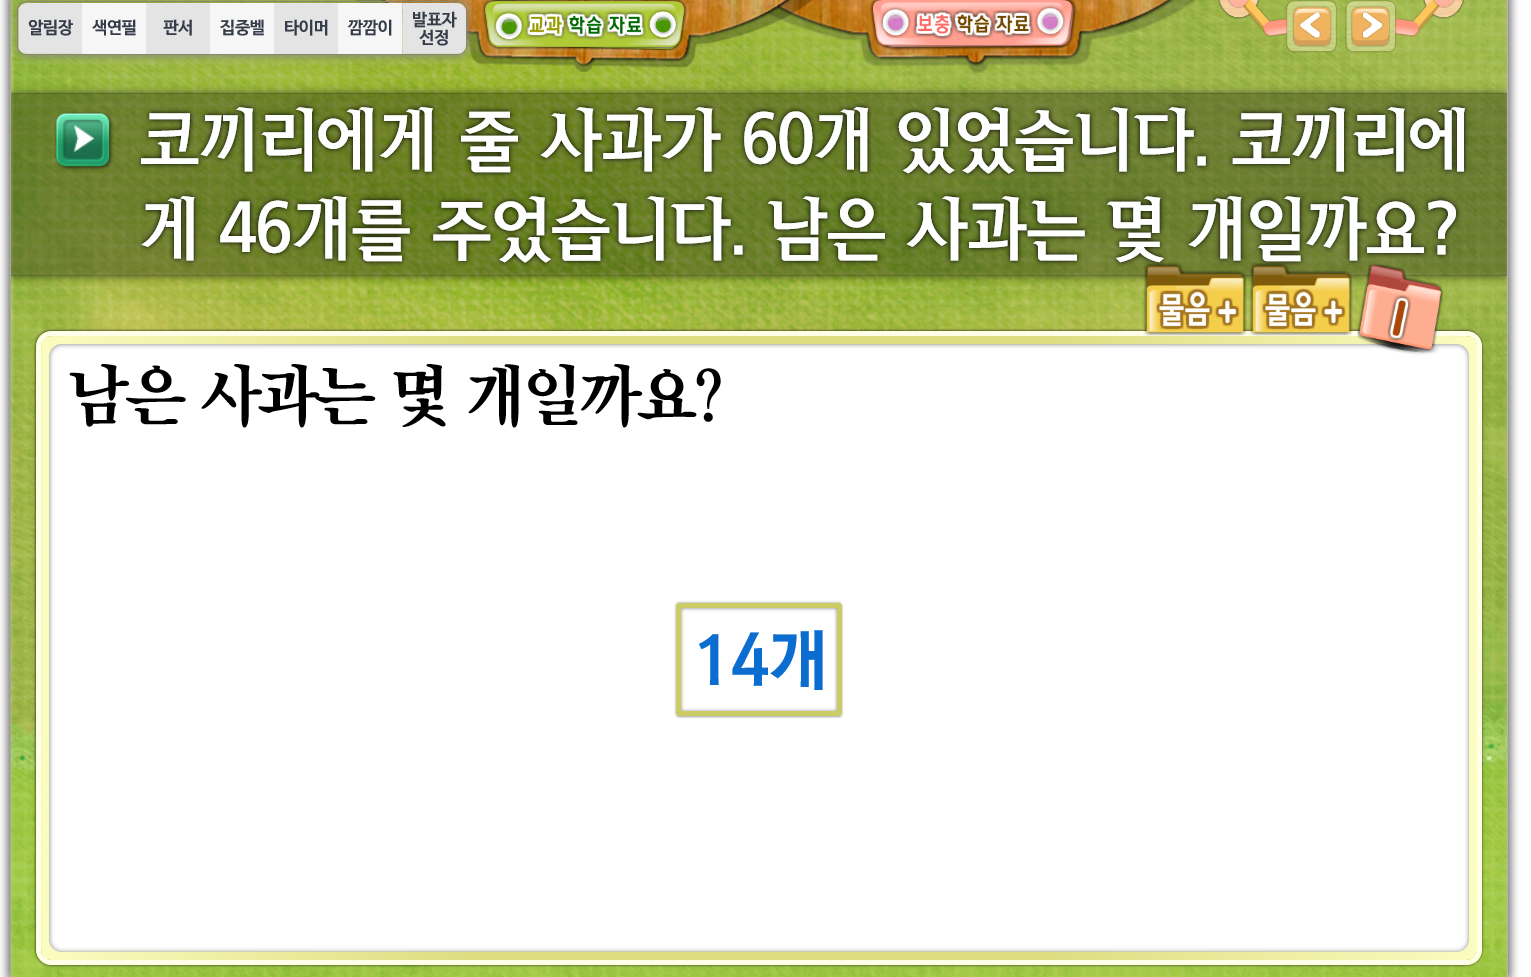 알림장 색연필 판서 집중벨 타이머 깜깜이 발표자 선정
교과 학습 자료
보충 학습 자료
코끼리에게 줄 사과가 60개 있었습니다. 코끼리에
게 46개를 주었습니다. 남은 사과는 몇 개일까요?
물음+ 물음+
남은 사과는 몇 개일까요?
14개